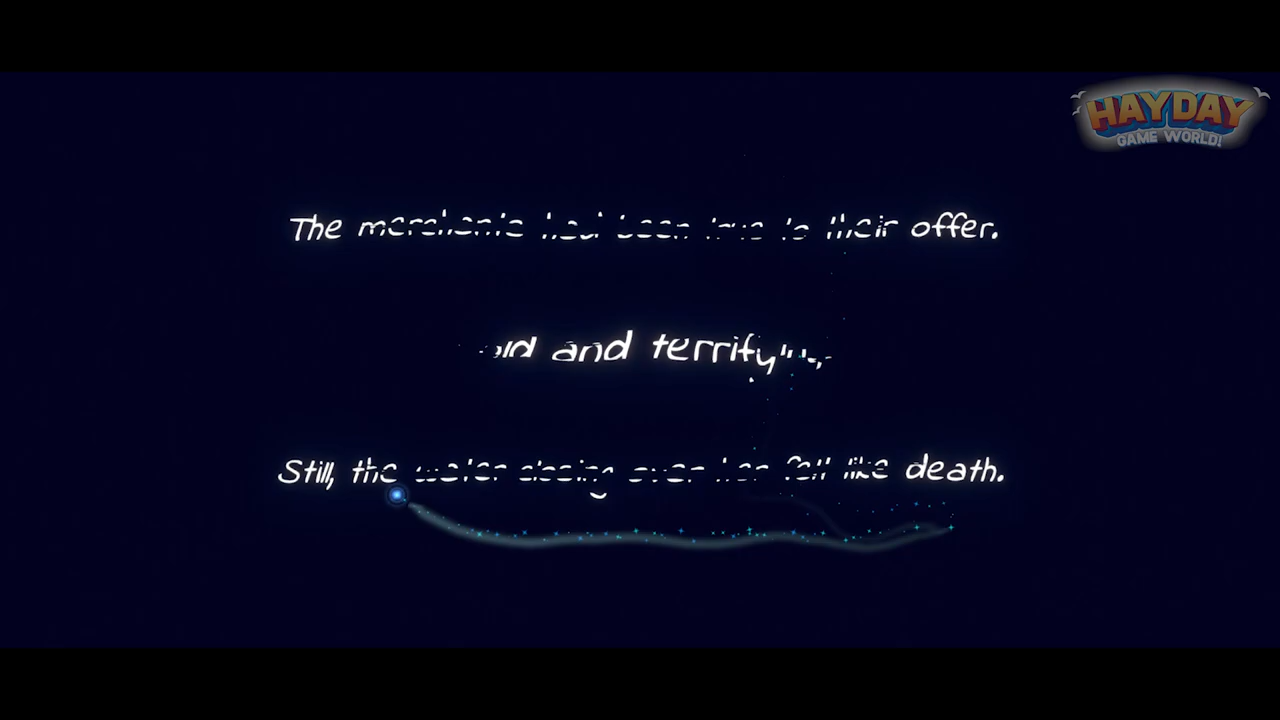 HAYDAY
GAME WORLD!
The merchants had been true to their offer.
and
Still, the water closing over her felt like death.